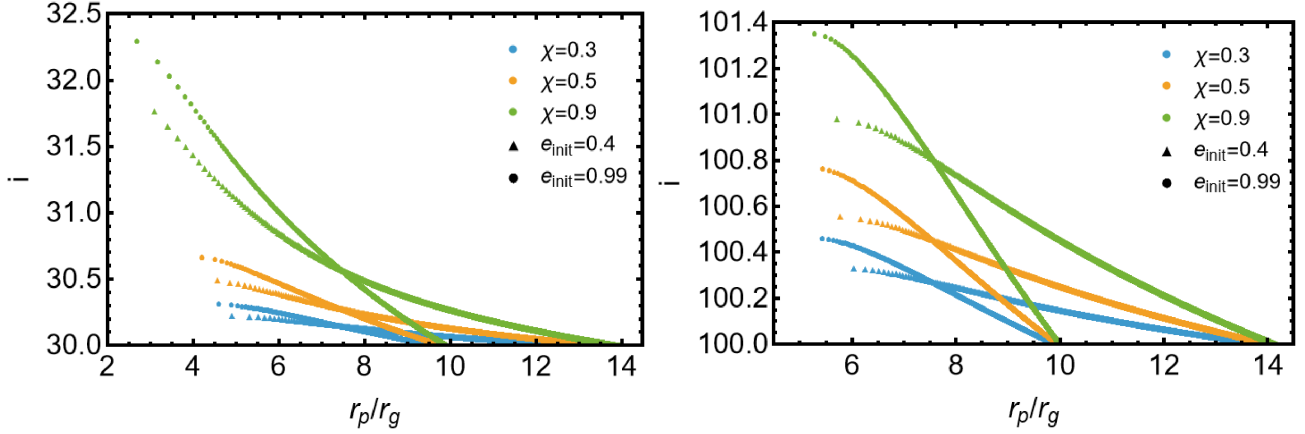 32.5
32.0
31.5
31.0
30.5
30.0
i
2 4 6 8 10 12 14
r_p/r_g
χ=0.3
χ=0.5
χ=0.9
e_init=0.4
e_init=0.99
101.4
101.2
101.0
100.8
100.6
100.4
100.2
100.0
i
6 8 10 12 14
r_p/r_g
χ=0.3
χ=0.5
χ=0.9
e_init=0.4
e_init=0.99